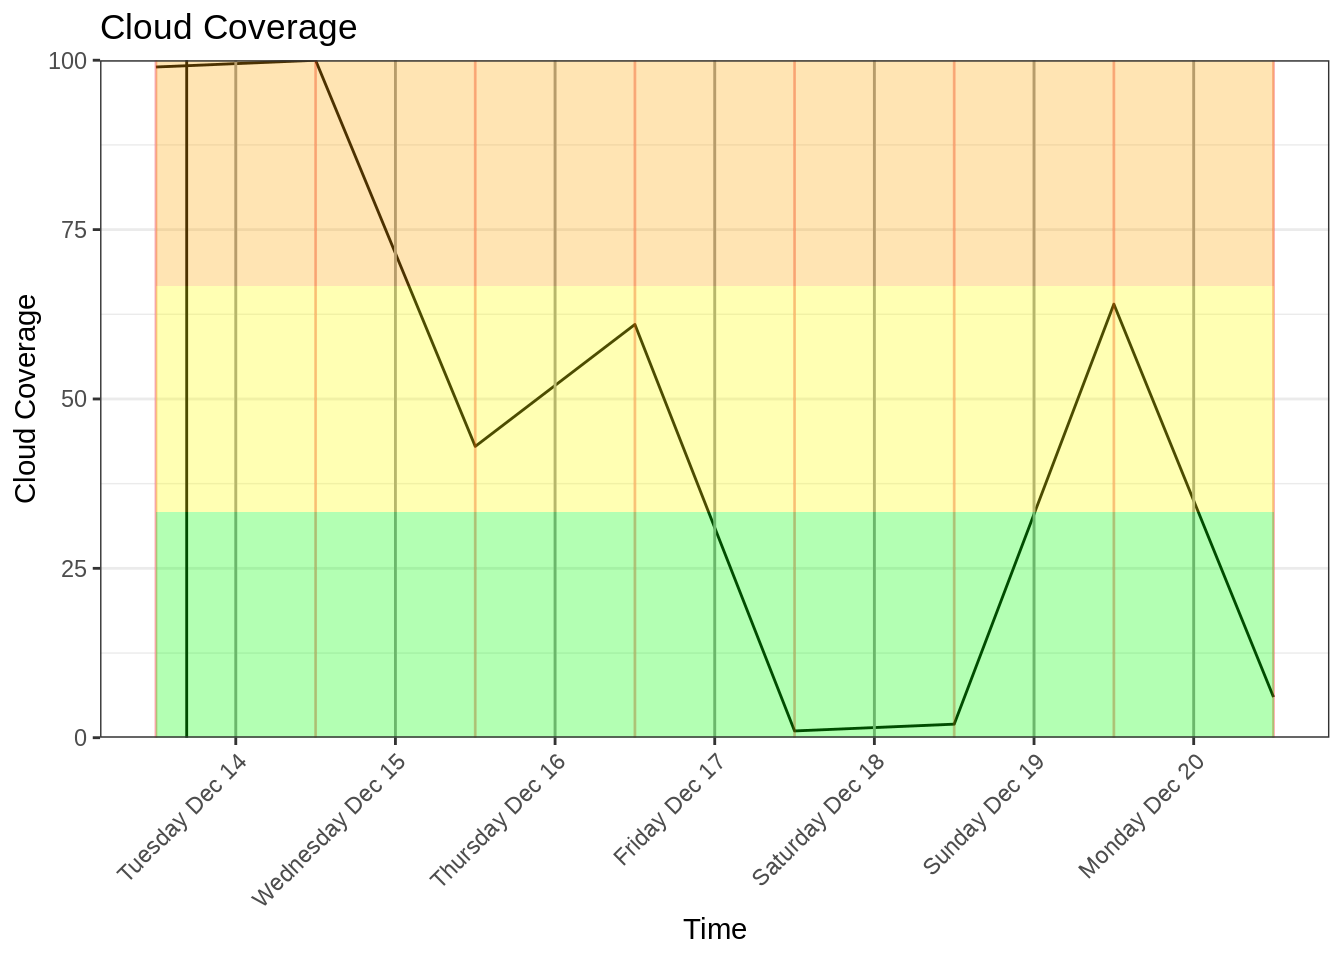 Cloud Coverage
100
75
50
25
0
Cloud Coverage
Tuesday Dec 14
Wednesday Dec 15
Thursday Dec 16
Friday Dec 17
Saturday Dec 18
Sunday Dec 19
Monday Dec 20
Time